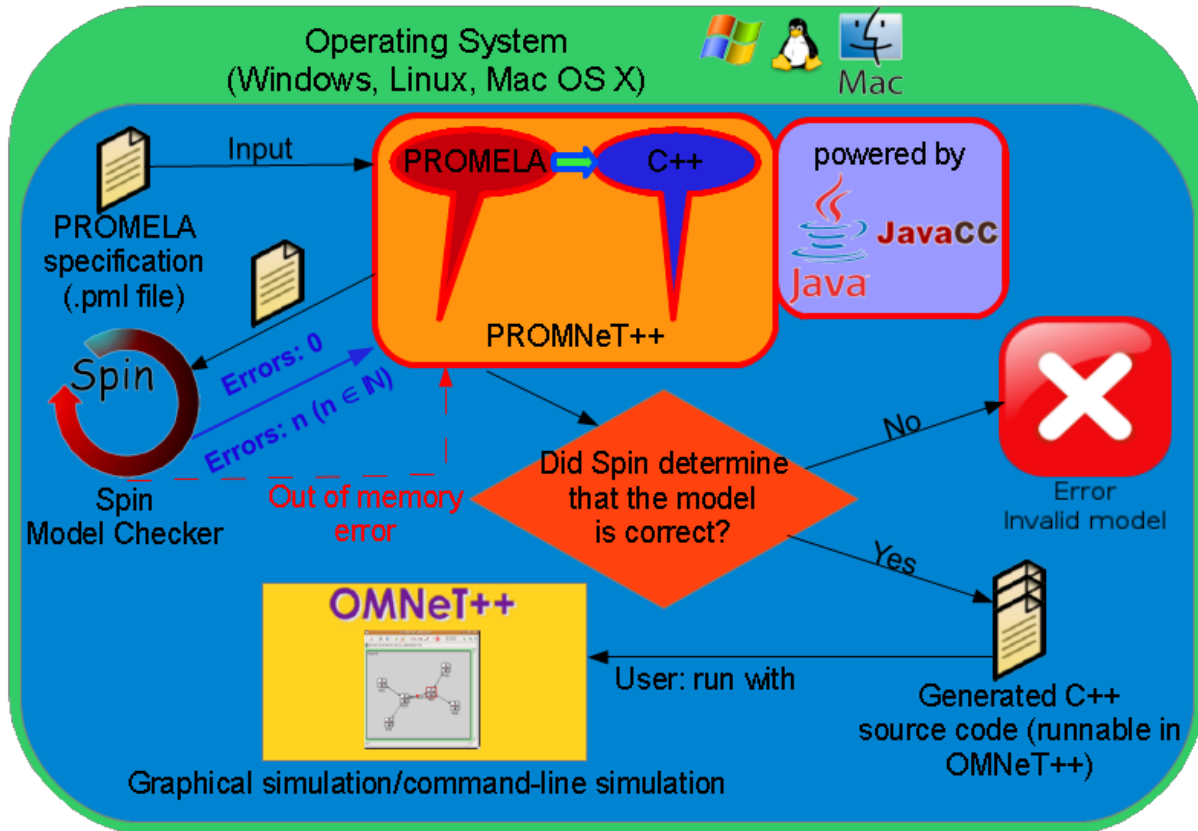 Operating System
(Windows, Linux, Mac OS X)
Mac
Input
PROMELA
C++
powered by
Java
JavaCC
PROMELA
specification
(.pml file)
PROMNeT++
Spin
Errors: 0
Errors: n (n ∈ ℕ)
Spin
Model Checker
Out of memory
error
Did Spin determine
that the model
is correct?
No
Error
Invalid model
Yes
OMNeT++
User: run with
Generated C++
source code (runnable in
OMNeT++)
Graphical simulation/command-line simulation